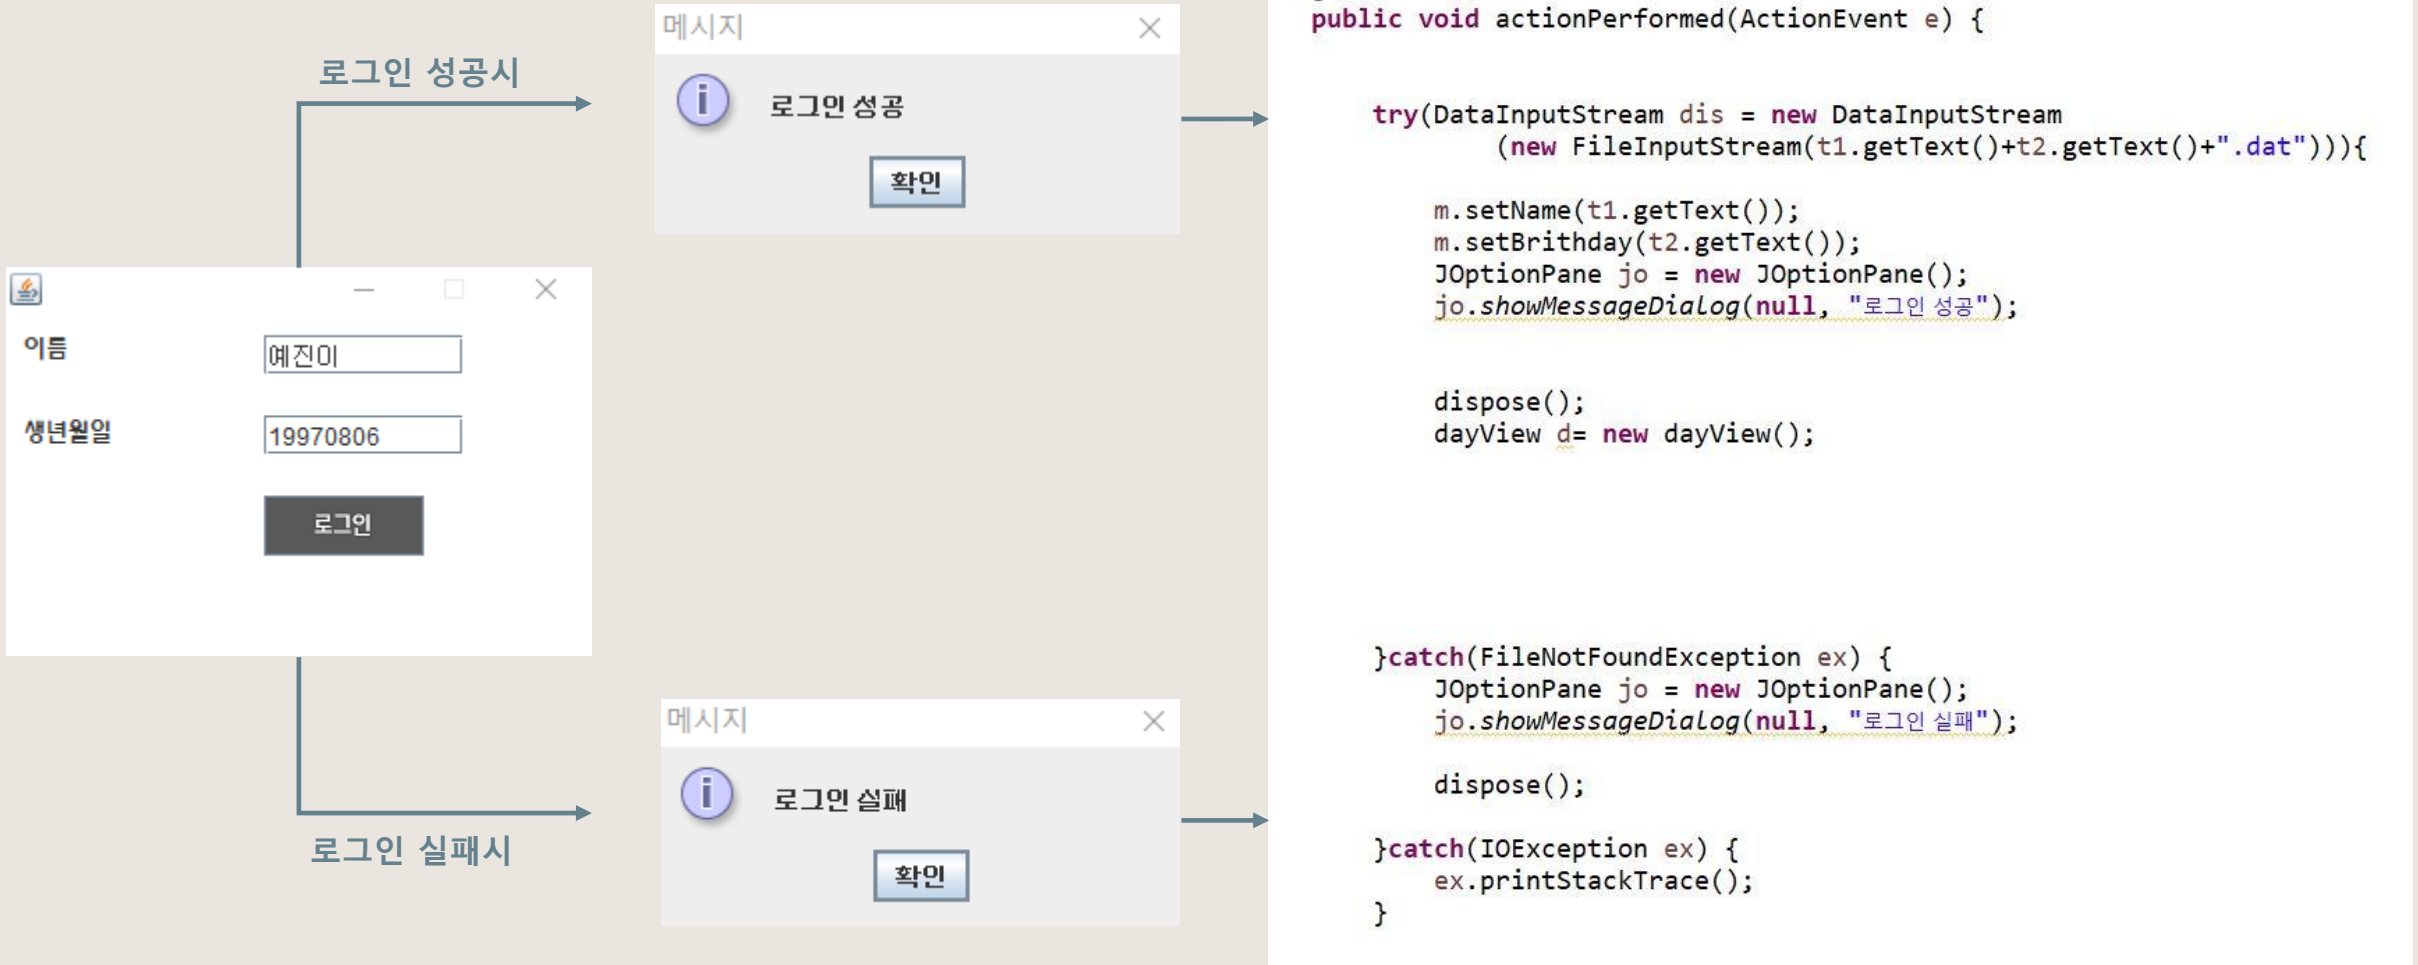 로그인 성공시
메시지
로그인 성공
확인
이름
예진이
생년월일
19970806
로그인
메시지
로그인 실패
확인
로그인 실패시
public void actionPerformed(ActionEvent e) {
try(DataInputStream dis = new DataInputStream
(new FileInputStream(t1.getText()+t2.getText()+".dat"))){
m.setName(t1.getText());
m.setBrithday(t2.getText());
JOptionPane jo = new JOptionPane();
jo.showMessageDialog(null, "로그인 성공");
dispose();
dayView d= new dayView();
}catch(FileNotFoundException ex) {
JOptionPane jo = new JOptionPane();
jo.showMessageDialog(null, "로그인 실패");
dispose();
}catch(IOException ex) {
ex.printStackTrace();
}